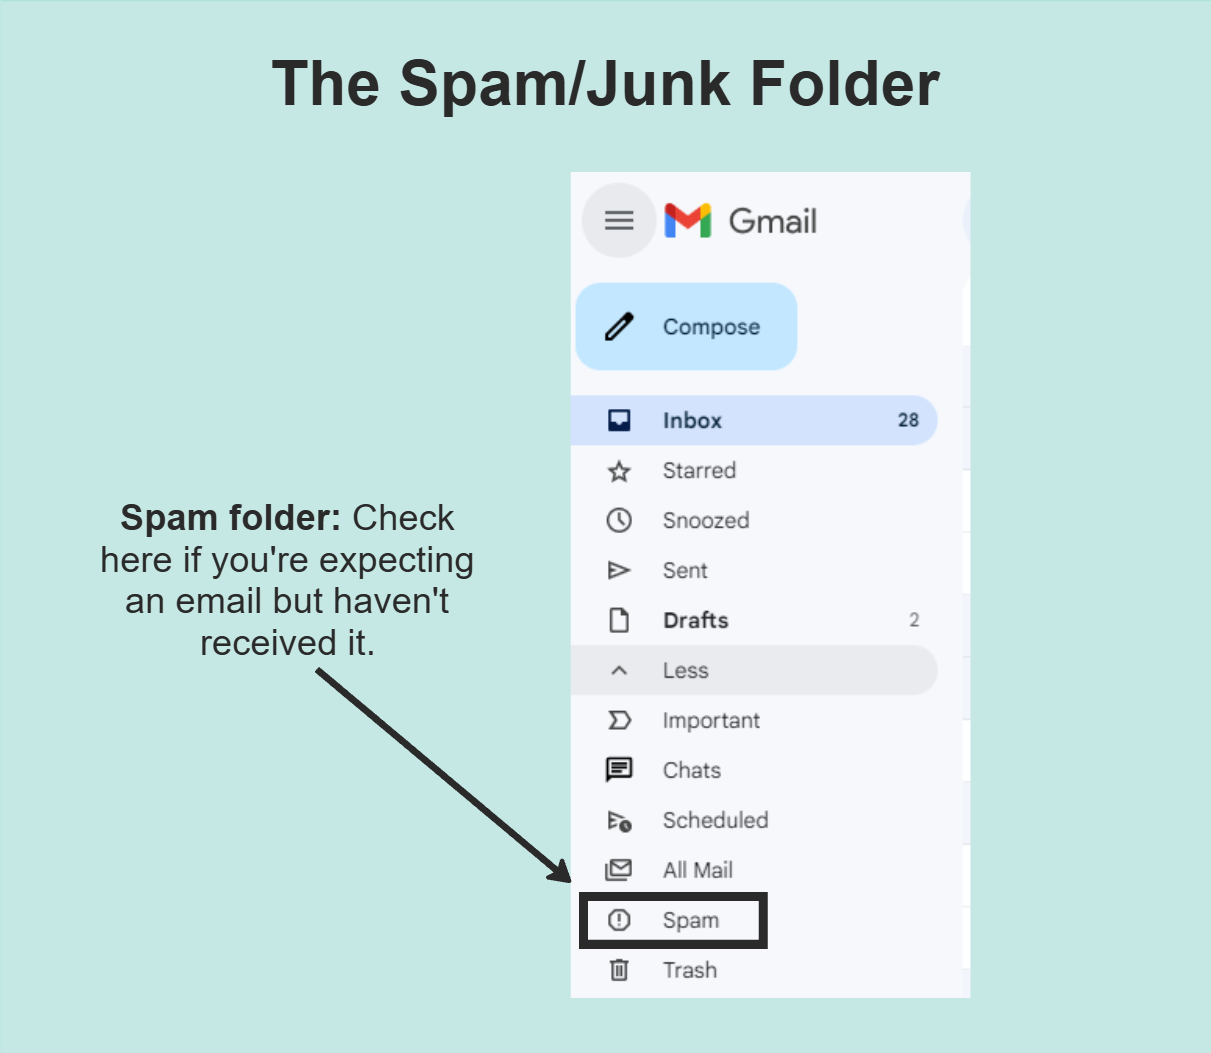 The Spam/Junk Folder
Gmail
Compose
Inbox 28
Starred
Snoozed
Sent
Drafts 2
Less
Important
Chats
Scheduled
All Mail
Spam
Trash
Spam folder: Check
here if you're expecting
an email but haven't
received it.